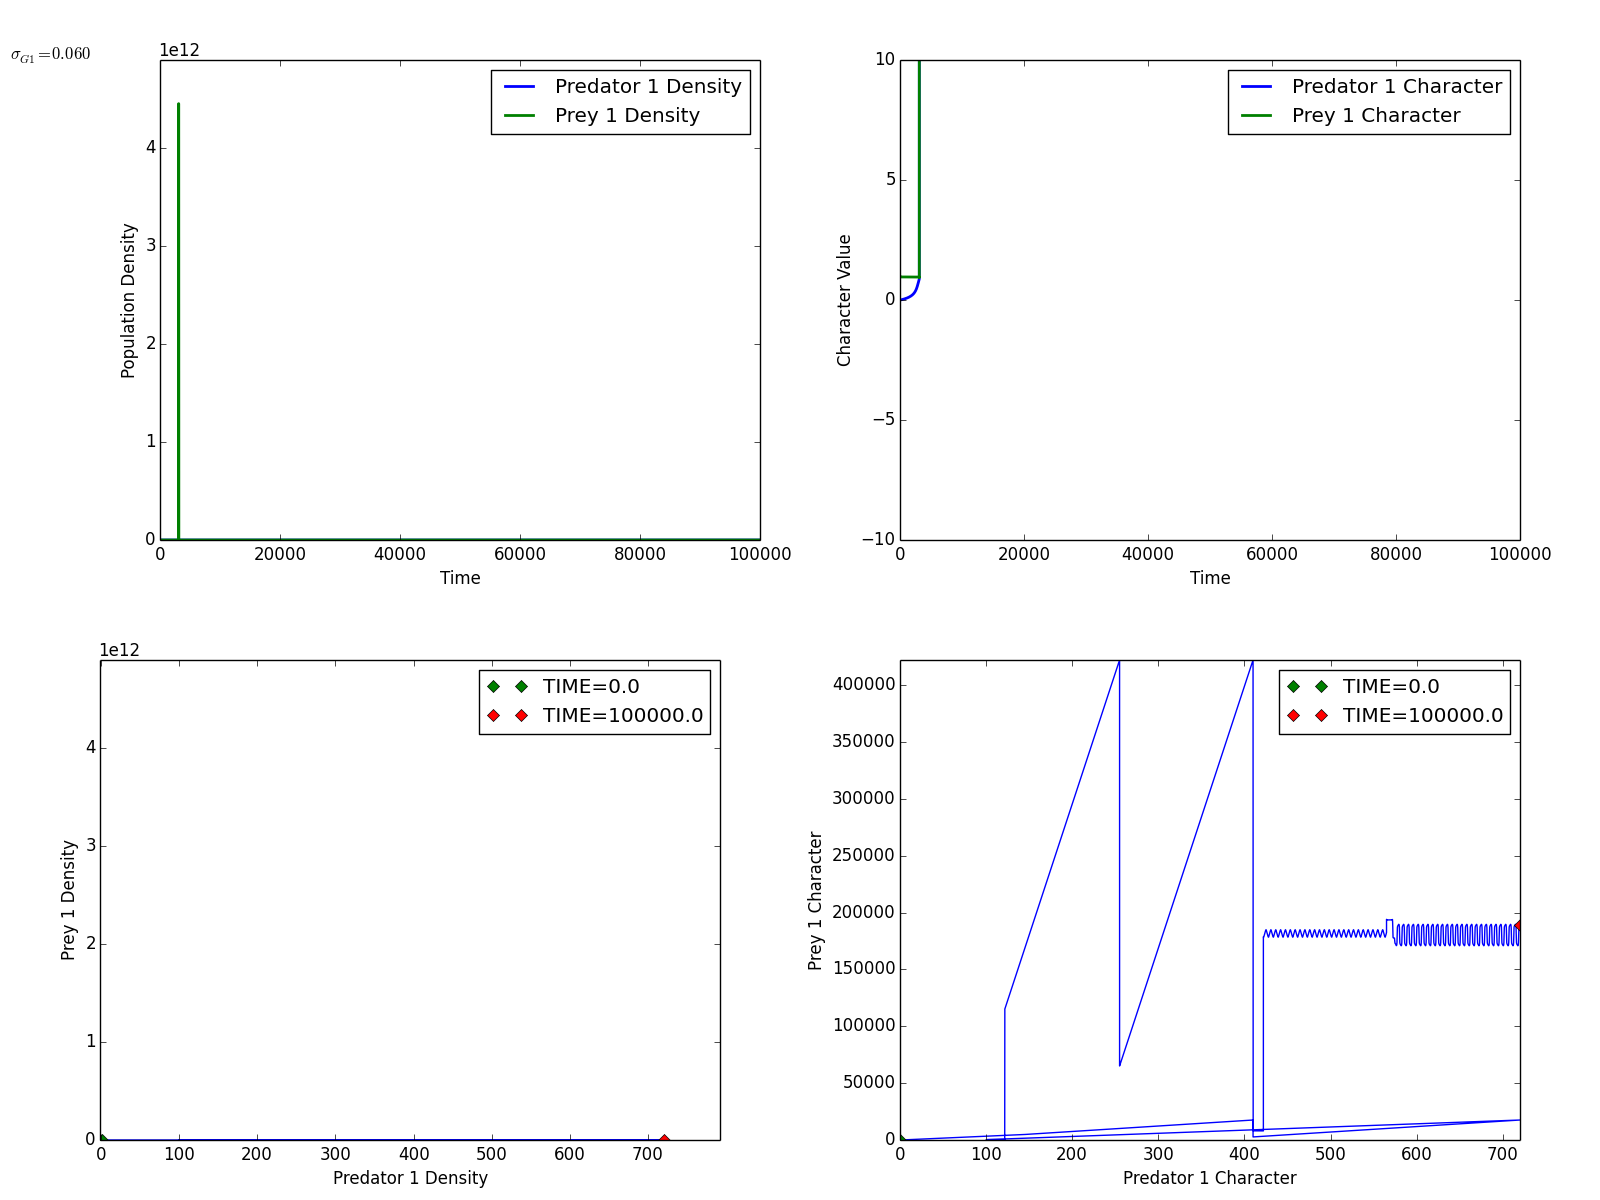 σG1=0.060
1e12
Predator 1 Density
Prey 1 Density
4
3
2
1
0
Population Density
0 20000 40000 60000 80000 100000
Time
Predator 1 Character
Prey 1 Character
10
5
0
−5
−10
Character Value
0 20000 40000 60000 80000 100000
Time
1e12
TIME=0.0
TIME=100000.0
4
3
2
1
0
Prey 1 Density
0 100 200 300 400 500 600 700
Predator 1 Density
TIME=0.0
TIME=100000.0
400000
350000
300000
250000
200000
150000
100000
50000
0
Prey 1 Character
0 100 200 300 400 500 600 700
Predator 1 Character